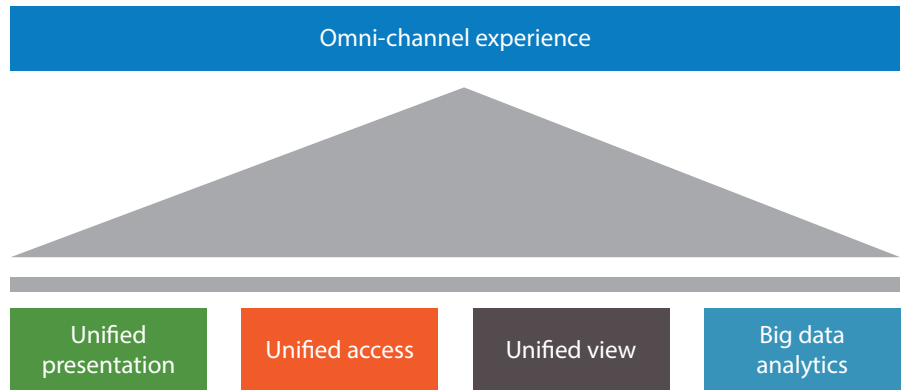 Omni-channel experience
Unified
presentation
Unified access
Unified view
Big data
analytics